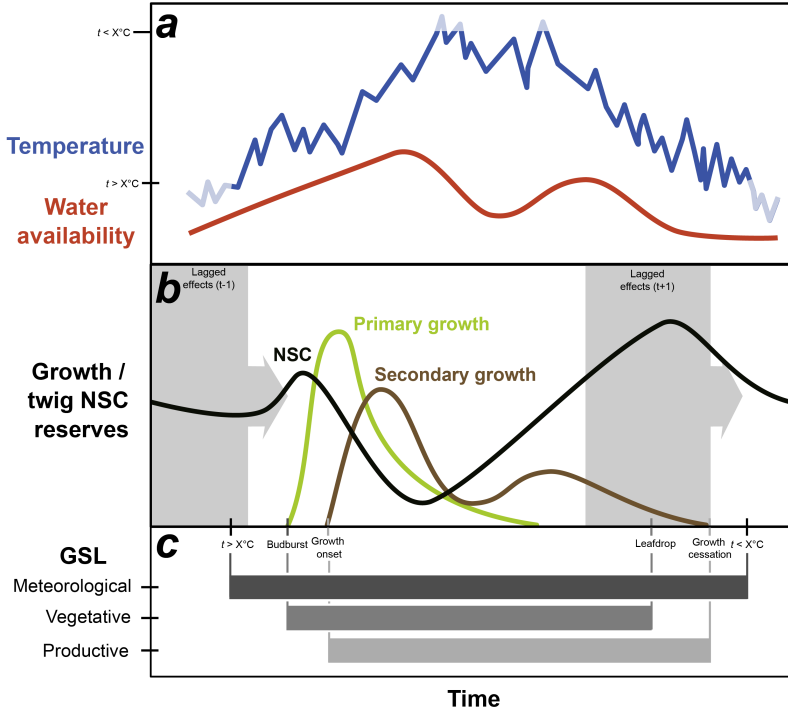 a
t < X°C
Temperature
t > X°C
Water
availability
b
Lagged
effects (t-1)
Lagged
effects (t+1)
Primary growth
NSC
Secondary growth
Growth /
twig NSC
reserves
c
t > X°C
Budburst
Growth
onset
Leafdrop
Growth
cessation
t < X°C
GSL
Meteorological
Vegetative
Productive
Time